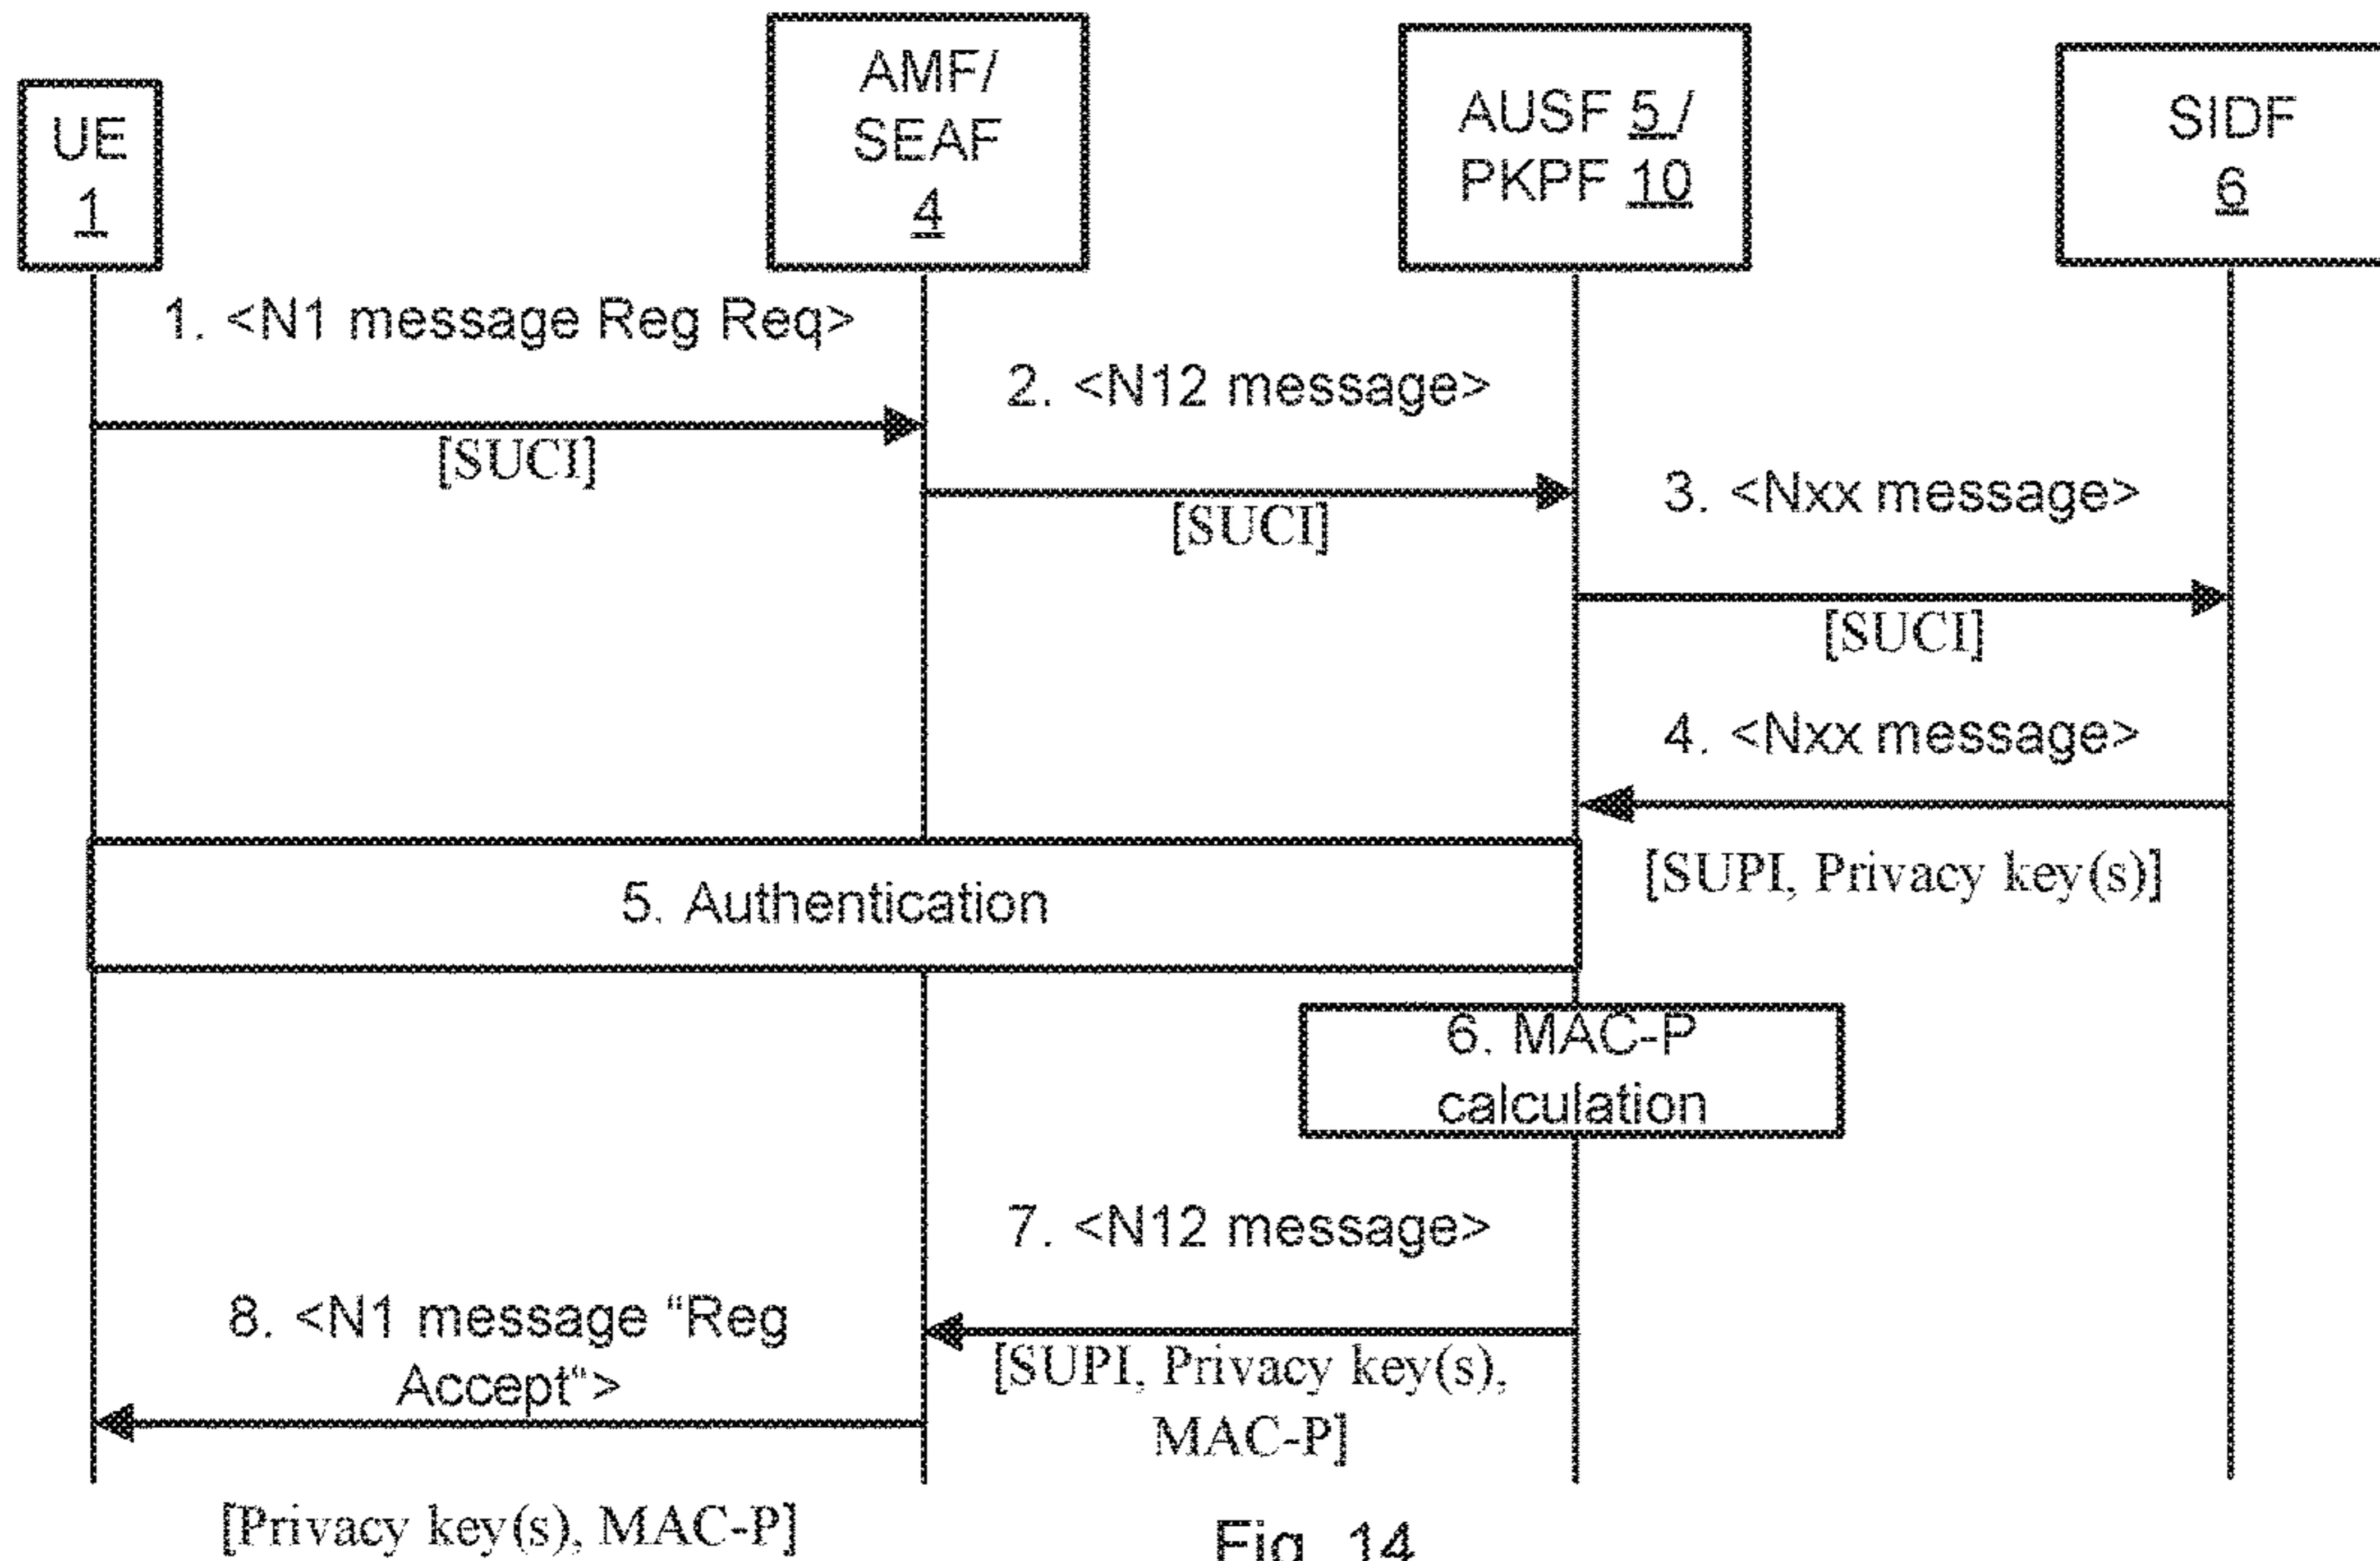 UE
1
AMF/
SEAF
4
AUSF 5 /
PKPF 10
SIDF
6
1. <N1 message Reg Req>
[SUCI]
2. <N12 message>
[SUCI]
3. <Nxx message>
[SUCI]
4. <Nxx message>
[SUPI, Privacy key(s)]
5. Authentication
6. MAC-P
calculation
7. <N12 message>
[SUPI, Privacy key(s),
MAC-P]
8. <N1 message “Reg
Accept“>
[Privacy key(s), MAC-P]
Fig. 14